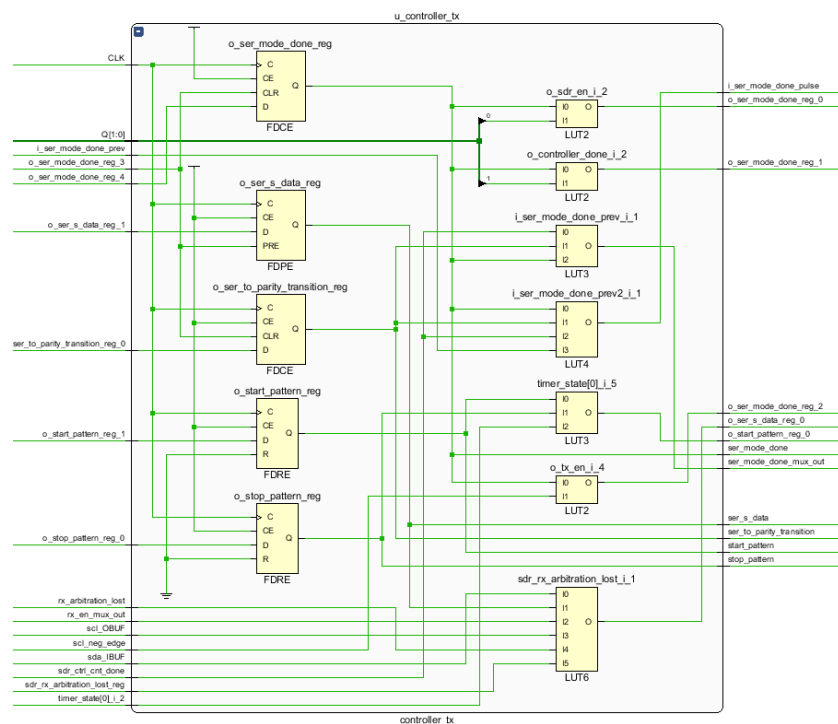 u_controller_tx
CLK
Q[1:0]
i_ser_mode_done_prev
o_ser_mode_done_reg_3
o_ser_mode_done_reg_4
o_ser_s_data_reg_1
ser_to_parity_transition_reg_0
o_start_pattern_reg_1
o_stop_pattern_reg_0
rx_arbitration_lost
rx_en_mux_out
scl_OBUF
scl_neg_edge
sda_IBUF
sdr_ctrl_cnt_done
sdr_rx_arbitration_lost_reg
timer_state[0]_i_2
o_ser_mode_done_reg
C
CE
CLR
D
Q
FDCE
o_ser_s_data_reg
C
CE
D
PRE
Q
FDPE
o_ser_to_parity_transition_reg
C
CE
CLR
D
Q
FDCE
o_start_pattern_reg
C
CE
D
R
Q
FDRE
o_stop_pattern_reg
C
CE
D
R
Q
FDRE
0
1
o_sdr_en_i_2
I0 O
I1
LUT2
o_controller_done_i_2
I0 O
I1
LUT2
i_ser_mode_done_prev_i_1
I0
I1 O
I2
LUT3
i_ser_mode_done_prev2_i_1
I0
I1 O
I2
I3
LUT4
timer_state[0]_i_5
I0
I1 O
I2
LUT3
o_tx_en_i_4
I0 O
I1
LUT2
sdr_rx_arbitration_lost_i_1
I0
I1
I2 O
I3
I4
I5
LUT6
i_ser_mode_done_pulse
o_ser_mode_done_reg_0
o_ser_mode_done_reg_1
o_ser_mode_done_reg_2
o_ser_s_data_reg_0
o_start_pattern_reg_0
ser_mode_done
ser_mode_done_mux_out
ser_s_data
ser_to_parity_transition
start_pattern
stop_pattern
controller_tx